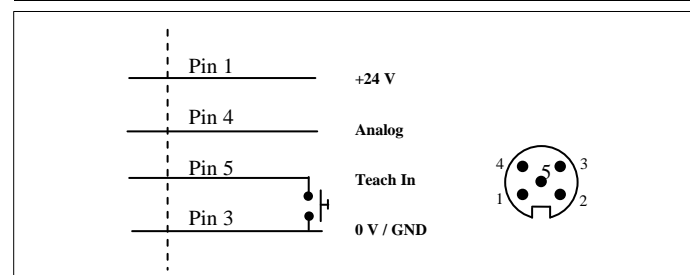 Pin 1
+24 V
Pin 4
Analog
Pin 5
Teach In
Pin 3
0 V / GND
4
5
3
1
2